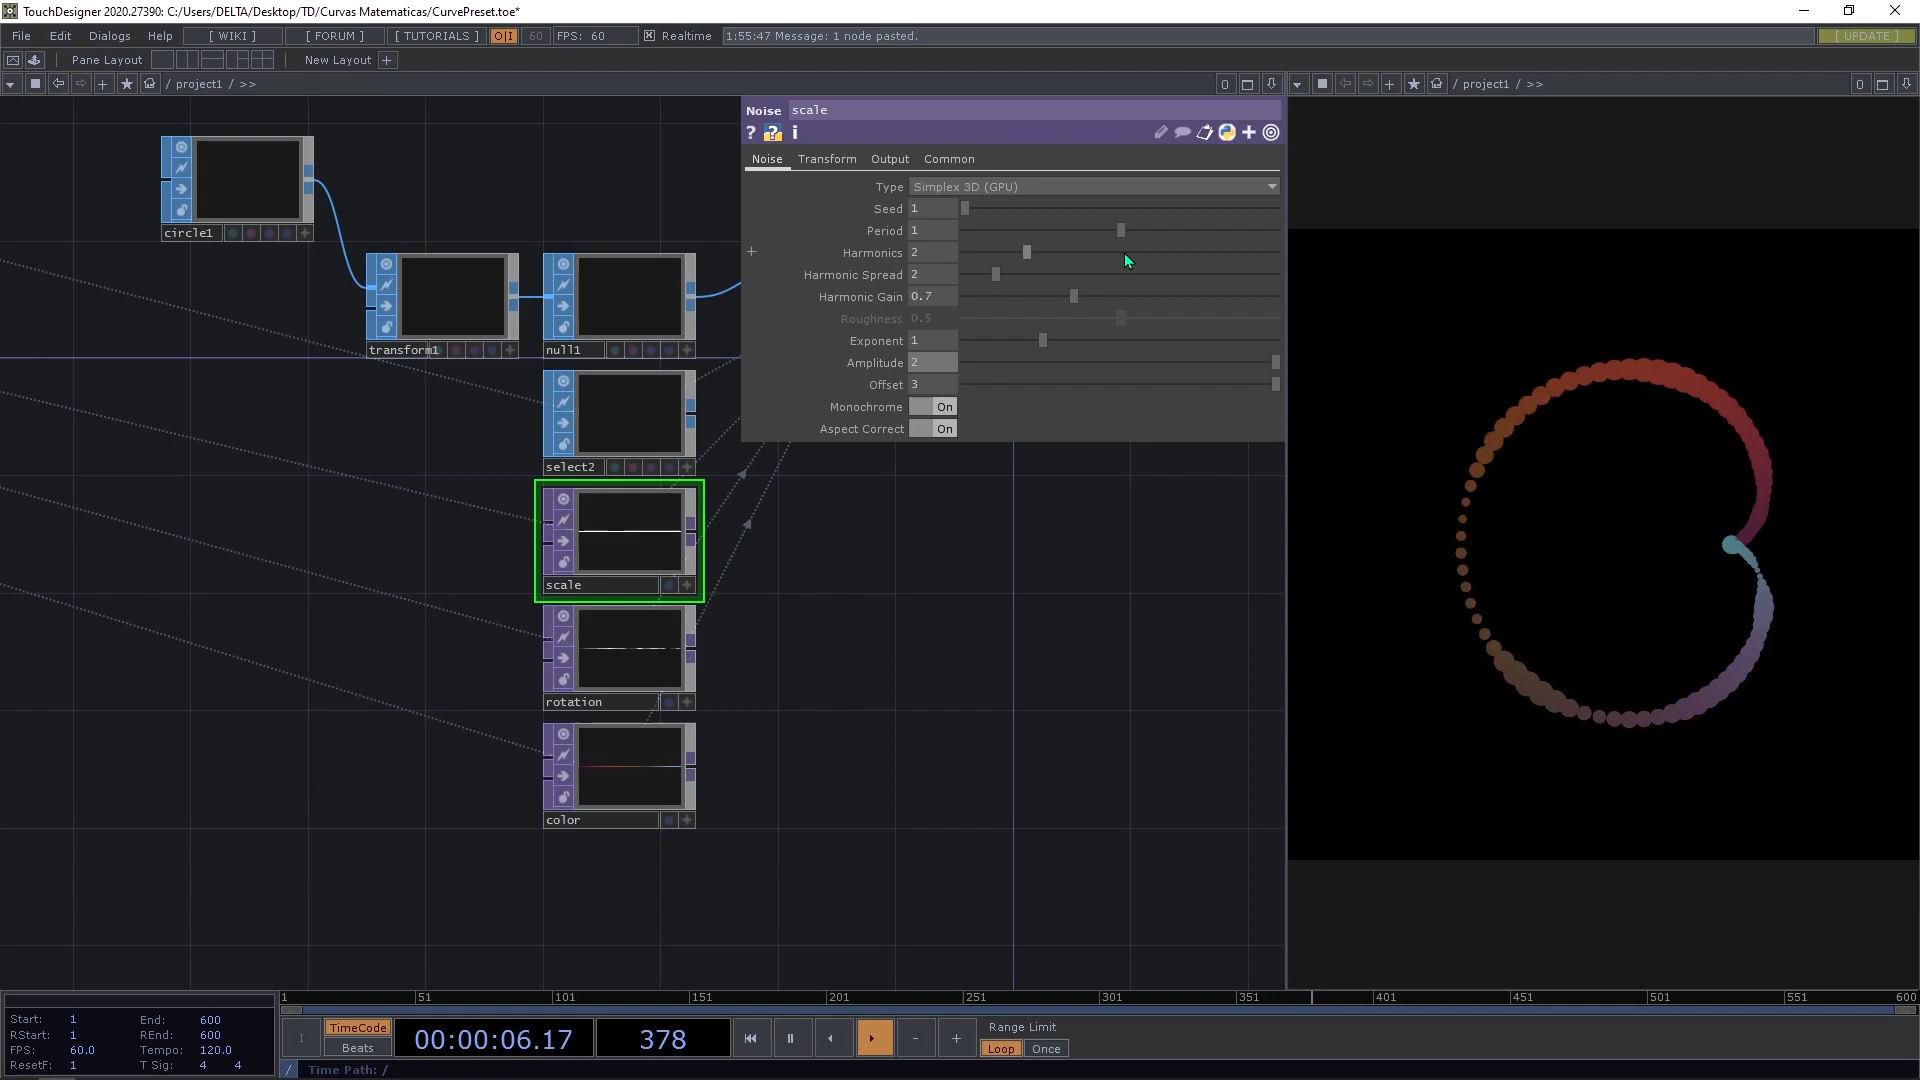 TouchDesigner 2020.27390: C:/Users/DELTA/Desktop/TD/Curvas Matematicas/CurvePreset.toe*
File Edit Dialogs Help [ WIKI ] [ FORUM ] [ TUTORIALS ] O|I 60 FPS: 60 Realtime 1:55:47 Message: 1 node pasted. [ UPDATE ]
Pane Layout New Layout +
/ project1 / >> 0 / project1 / >> 0
Noise scale
? ? i
Noise Transform Output Common
Type Simplex 3D (GPU)
Seed 1
Period 1
+ Harmonics 2
Harmonic Spread 2
Harmonic Gain 0.7
Roughness 0.5
Exponent 1
Amplitude 2
Offset 3
Monochrome On
Aspect Correct On
circle1
transform1
null1
select2
scale
rotation
color
1 51 101 151 201 251 301 351 401 451 501 551 600
Start: 1 End: 600
RStart: 1 REnd: 600
FPS: 60.0 Tempo: 120.0
ResetF: 1 T Sig: 4 4
I
TimeCode
Beats
00:00:06.17
378
- +
Range Limit
Loop Once
/ Time Path: /